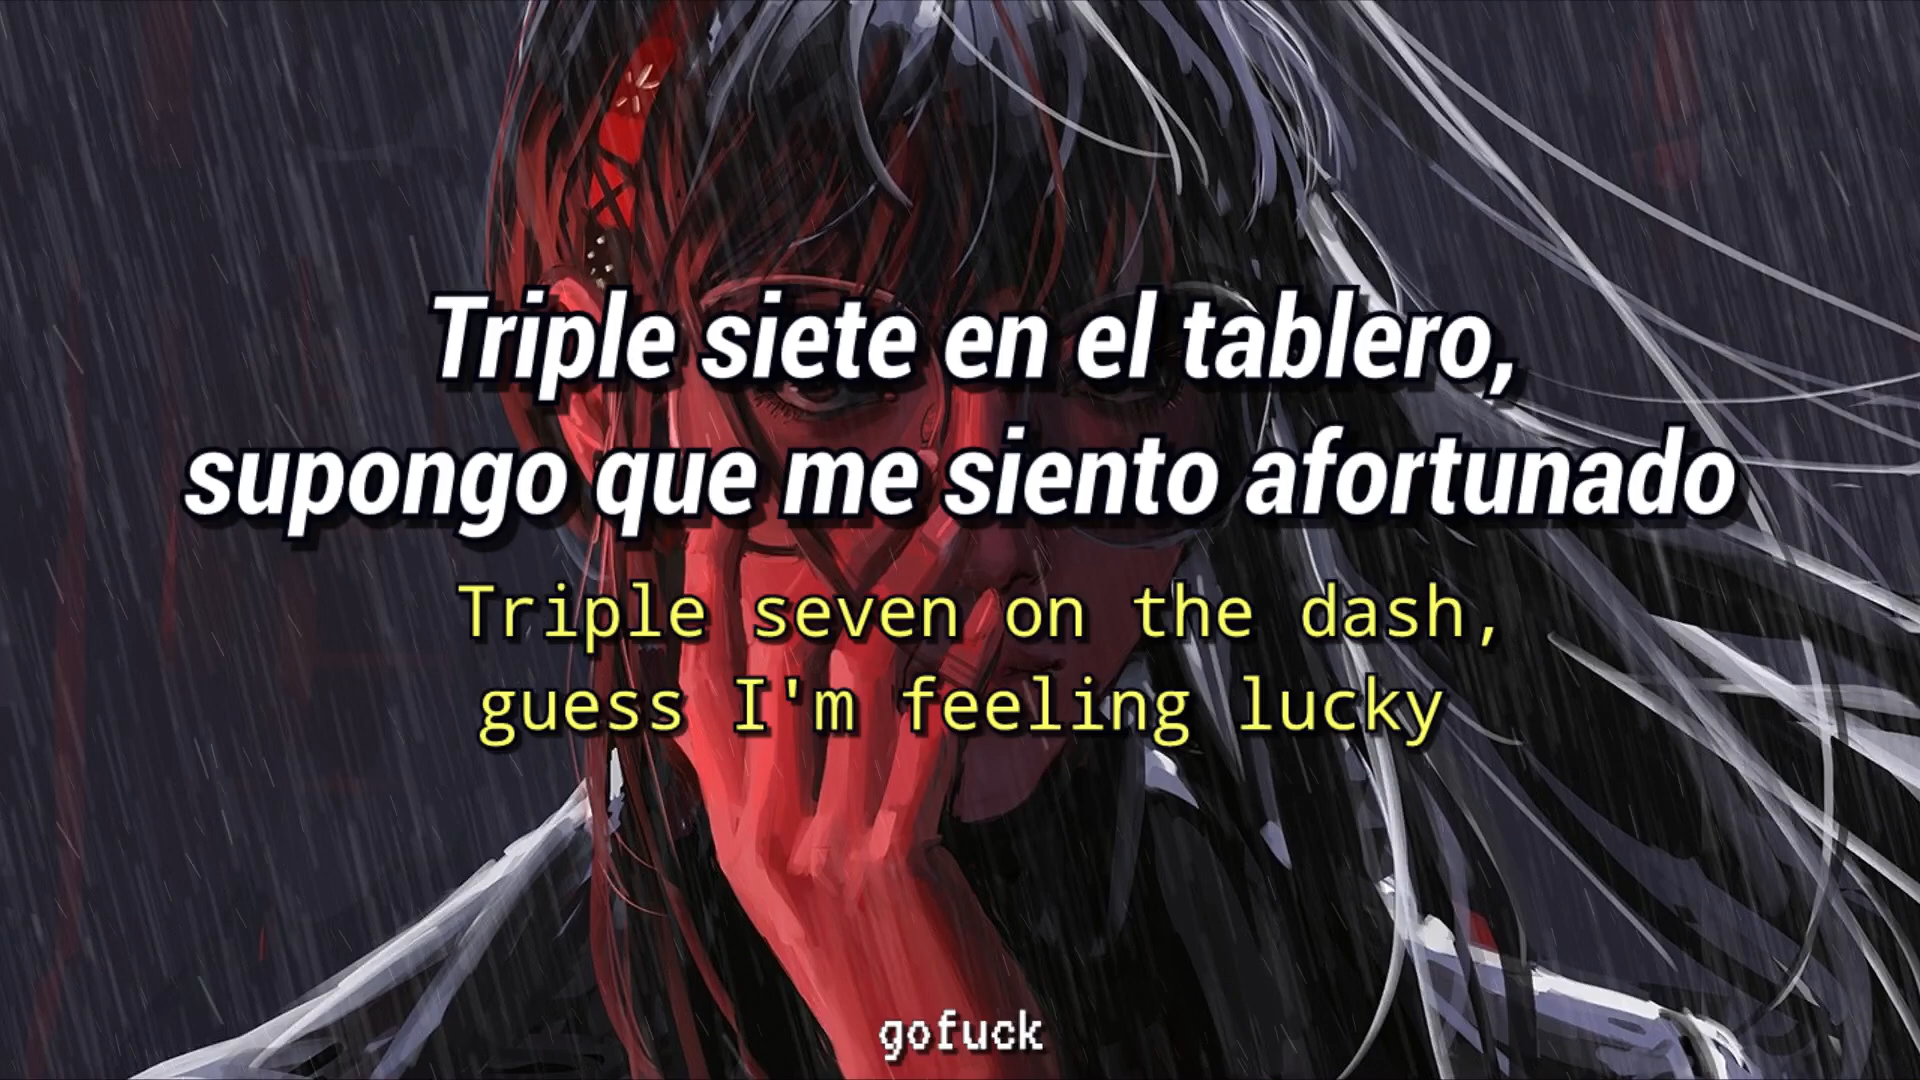 Triple siete en el tablero,
supongo que me siento afortunado
Triple seven on the dash,
guess I'm feeling lucky
gofuck